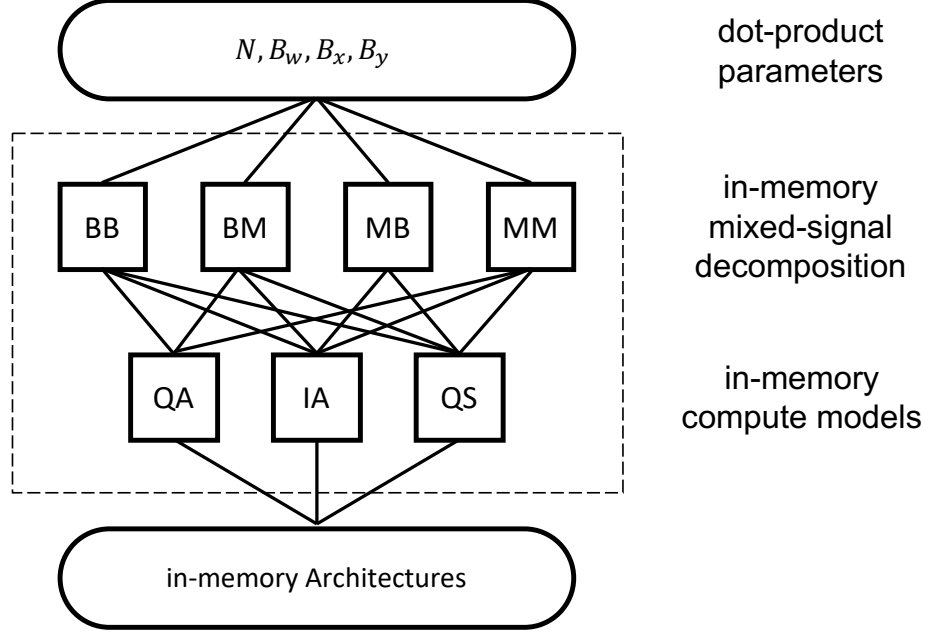 N, B_w, B_x, B_y
dot-product
parameters
BB BM MB MM
in-memory
mixed-signal
decomposition
QA IA QS
in-memory
compute models
in-memory Architectures